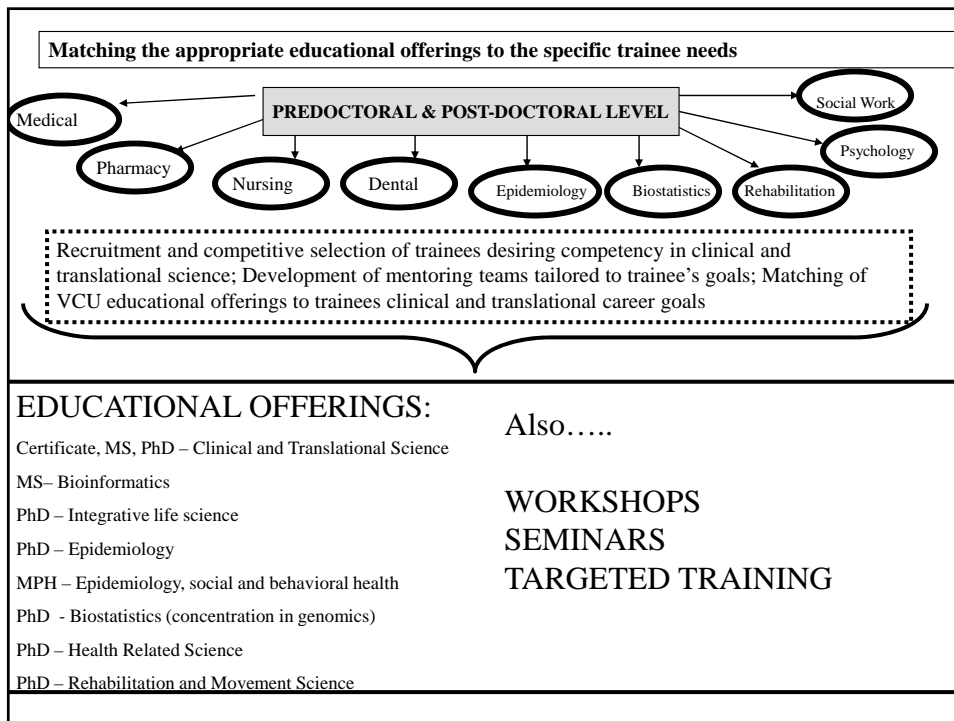 Matching the appropriate educational offerings to the specific trainee needs
PREDOCTORAL & POST-DOCTORAL LEVEL
Medical
Pharmacy
Nursing
Dental
Epidemiology
Biostatistics
Rehabilitation
Psychology
Social Work
Recruitment and competitive selection of trainees desiring competency in clinical and
translational science; Development of mentoring teams tailored to trainee's goals; Matching of
VCU educational offerings to trainees clinical and translational career goals
EDUCATIONAL OFFERINGS:
Certificate, MS, PhD – Clinical and Translational Science
MS– Bioinformatics
PhD – Integrative life science
PhD – Epidemiology
MPH – Epidemiology, social and behavioral health
PhD  - Biostatistics (concentration in genomics)
PhD – Health Related Science
PhD – Rehabilitation and Movement Science
Also…..
WORKSHOPS
SEMINARS
TARGETED TRAINING